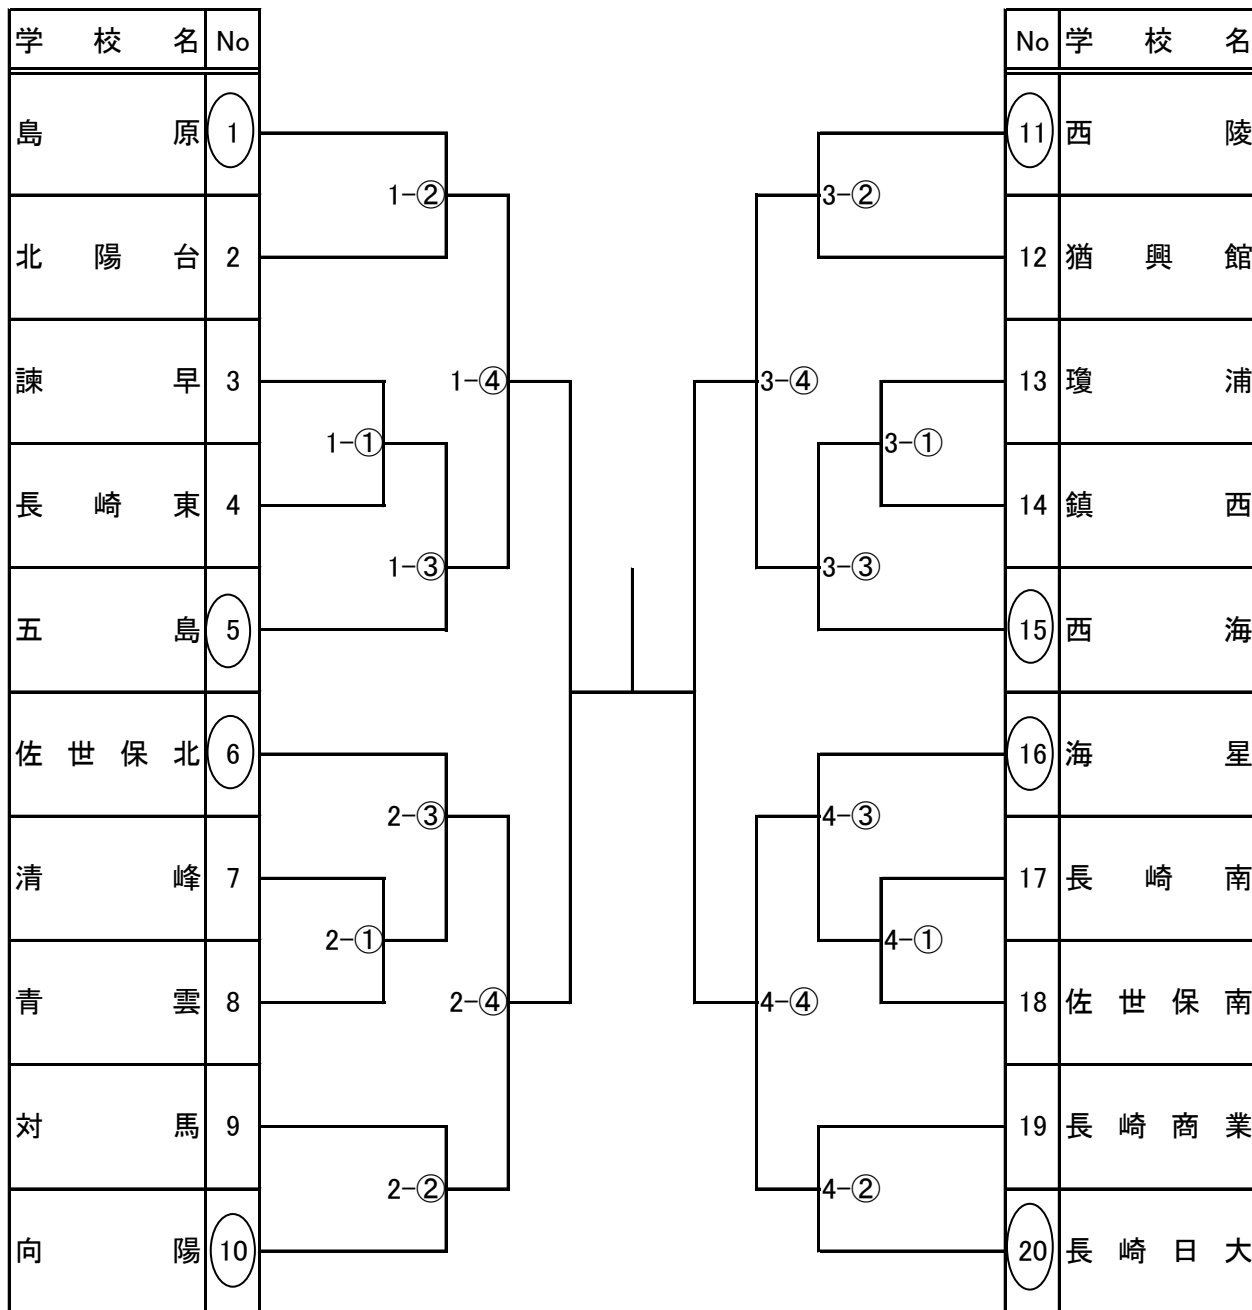 学校名 No
島原 1
北陽台 2
諫早 3
長崎東 4
五島 5
佐世保北 6
清峰 7
青雲 8
対馬 9
向陽 10
1-②
1-①
1-④
1-③
2-③
2-①
2-④
2-②
3-②
3-④
3-①
3-③
4-③
4-①
4-④
4-②
No 学校名
11 西陵
12 猶興館
13 瓊浦
14 鎮西
15 西海
16 海星
17 長崎南
18 佐世保南
19 長崎商業
20 長崎日大